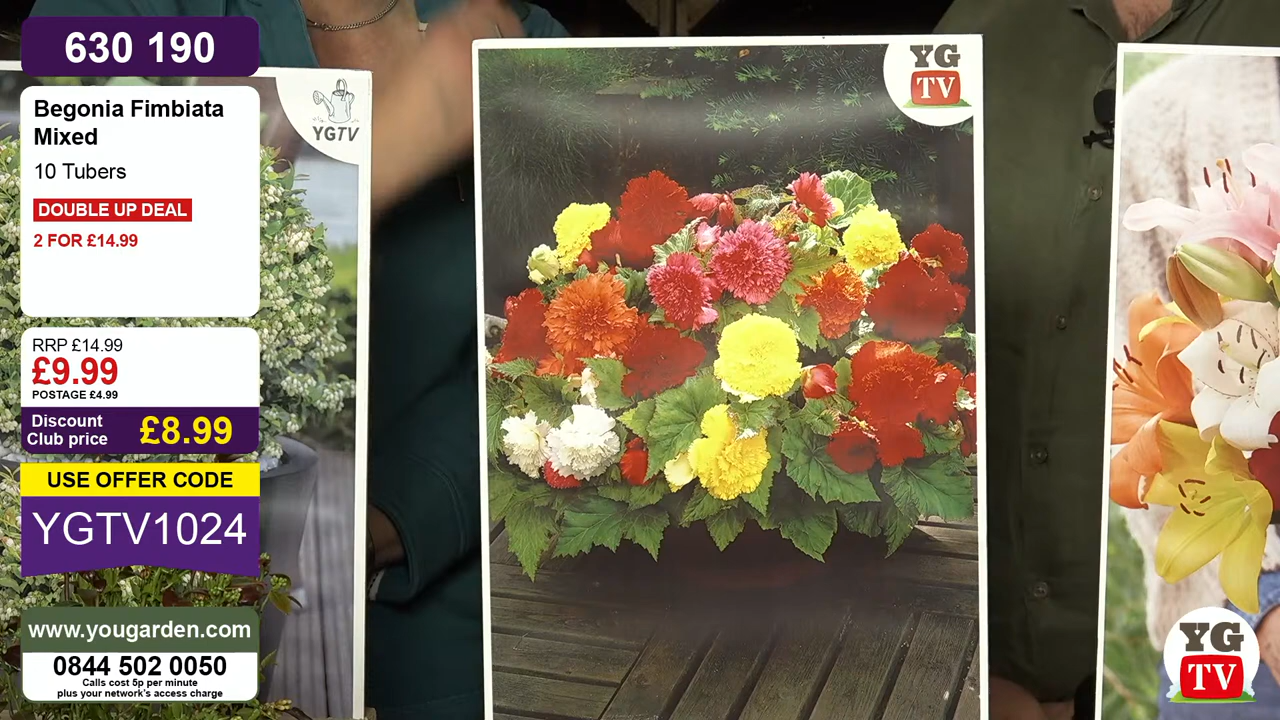 630 190
Begonia Fimbiata
Mixed
10 Tubers
DOUBLE UP DEAL
2 FOR £14.99
RRP £14.99
£9.99
POSTAGE £4.99
Discount
Club price
£8.99
USE OFFER CODE
YGTV1024
www.yougarden.com
0844 502 0050
Calls cost 5p per minute
plus your network's access charge
YGTV
YG
TV
YG
TV